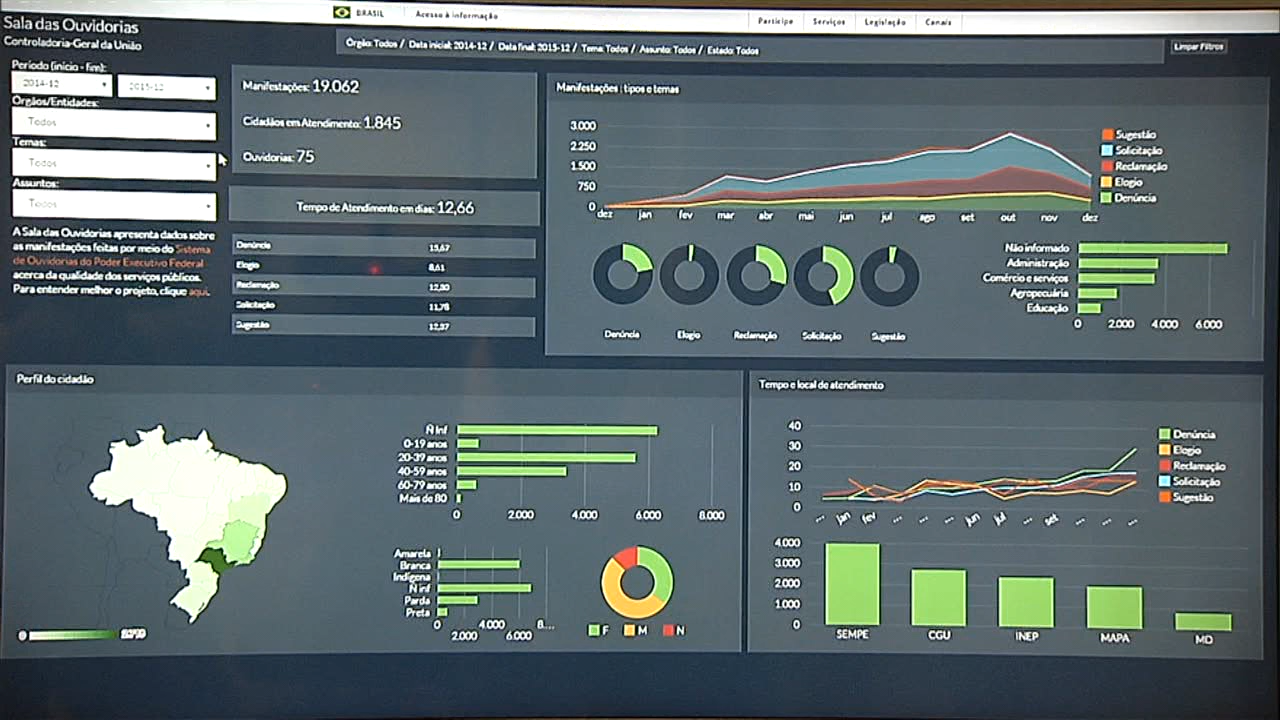 BRASIL
Acesso à informação
Participe
Serviços
Legislação
Canais
Sala das Ouvidorias
Controladoria-Geral da União
Órgão: Todos / Data inicial: 2014-12 / Data final: 2015-12 / Tema: Todos / Assunto: Todos / Estado: Todos
Limpar Filtros
Período (início - fim):
2014-12
2015-12
Órgãos/Entidades:
Todos
Temas:
Todos
Assuntos:
Todos
A Sala das Ouvidorias apresenta dados sobre
as manifestações feitas por meio do Sistema
de Ouvidorias do Poder Executivo Federal
acerca da qualidade dos serviços públicos.
Para entender melhor o projeto, clique aqui.
Manifestações: 19.062
Cidadãos em Atendimento: 1.845
Ouvidorias: 75
Tempo de Atendimento em dias: 12,66
Denúncia 15,67
Elogio 8,61
Reclamação 12,80
Solicitação 11,78
Sugestão 12,37
Manifestações | tipos e temas
3.000
2.250
1.500
750
0
dez jan fev mar abr mai jun jul ago set out nov dez
Sugestão
Solicitação
Reclamação
Elogio
Denúncia
Denúncia Elogio Reclamação Solicitação Sugestão
Não informado
Administração
Comércio e serviços
Agropecuária
Educação
0 2.000 4.000 6.000
Perfil do cidadão
0
Ñ Inf
0-19 anos
20-39 anos
40-59 anos
60-79 anos
Mais de 80
0 2.000 4.000 6.000 8.000
Amarela
Branca
Indígena
Ñ inf
Parda
Preta
0 4.000 8...
2.000 6.000
F M N
Tempo e local de atendimento
40
30
20
10
0
... jan fev ... ... ... jun jul ... set ... ... ...
Denúncia
Elogio
Reclamação
Solicitação
Sugestão
4.000
3.000
2.000
1.000
0
SEMPE CGU INEP MAPA MD